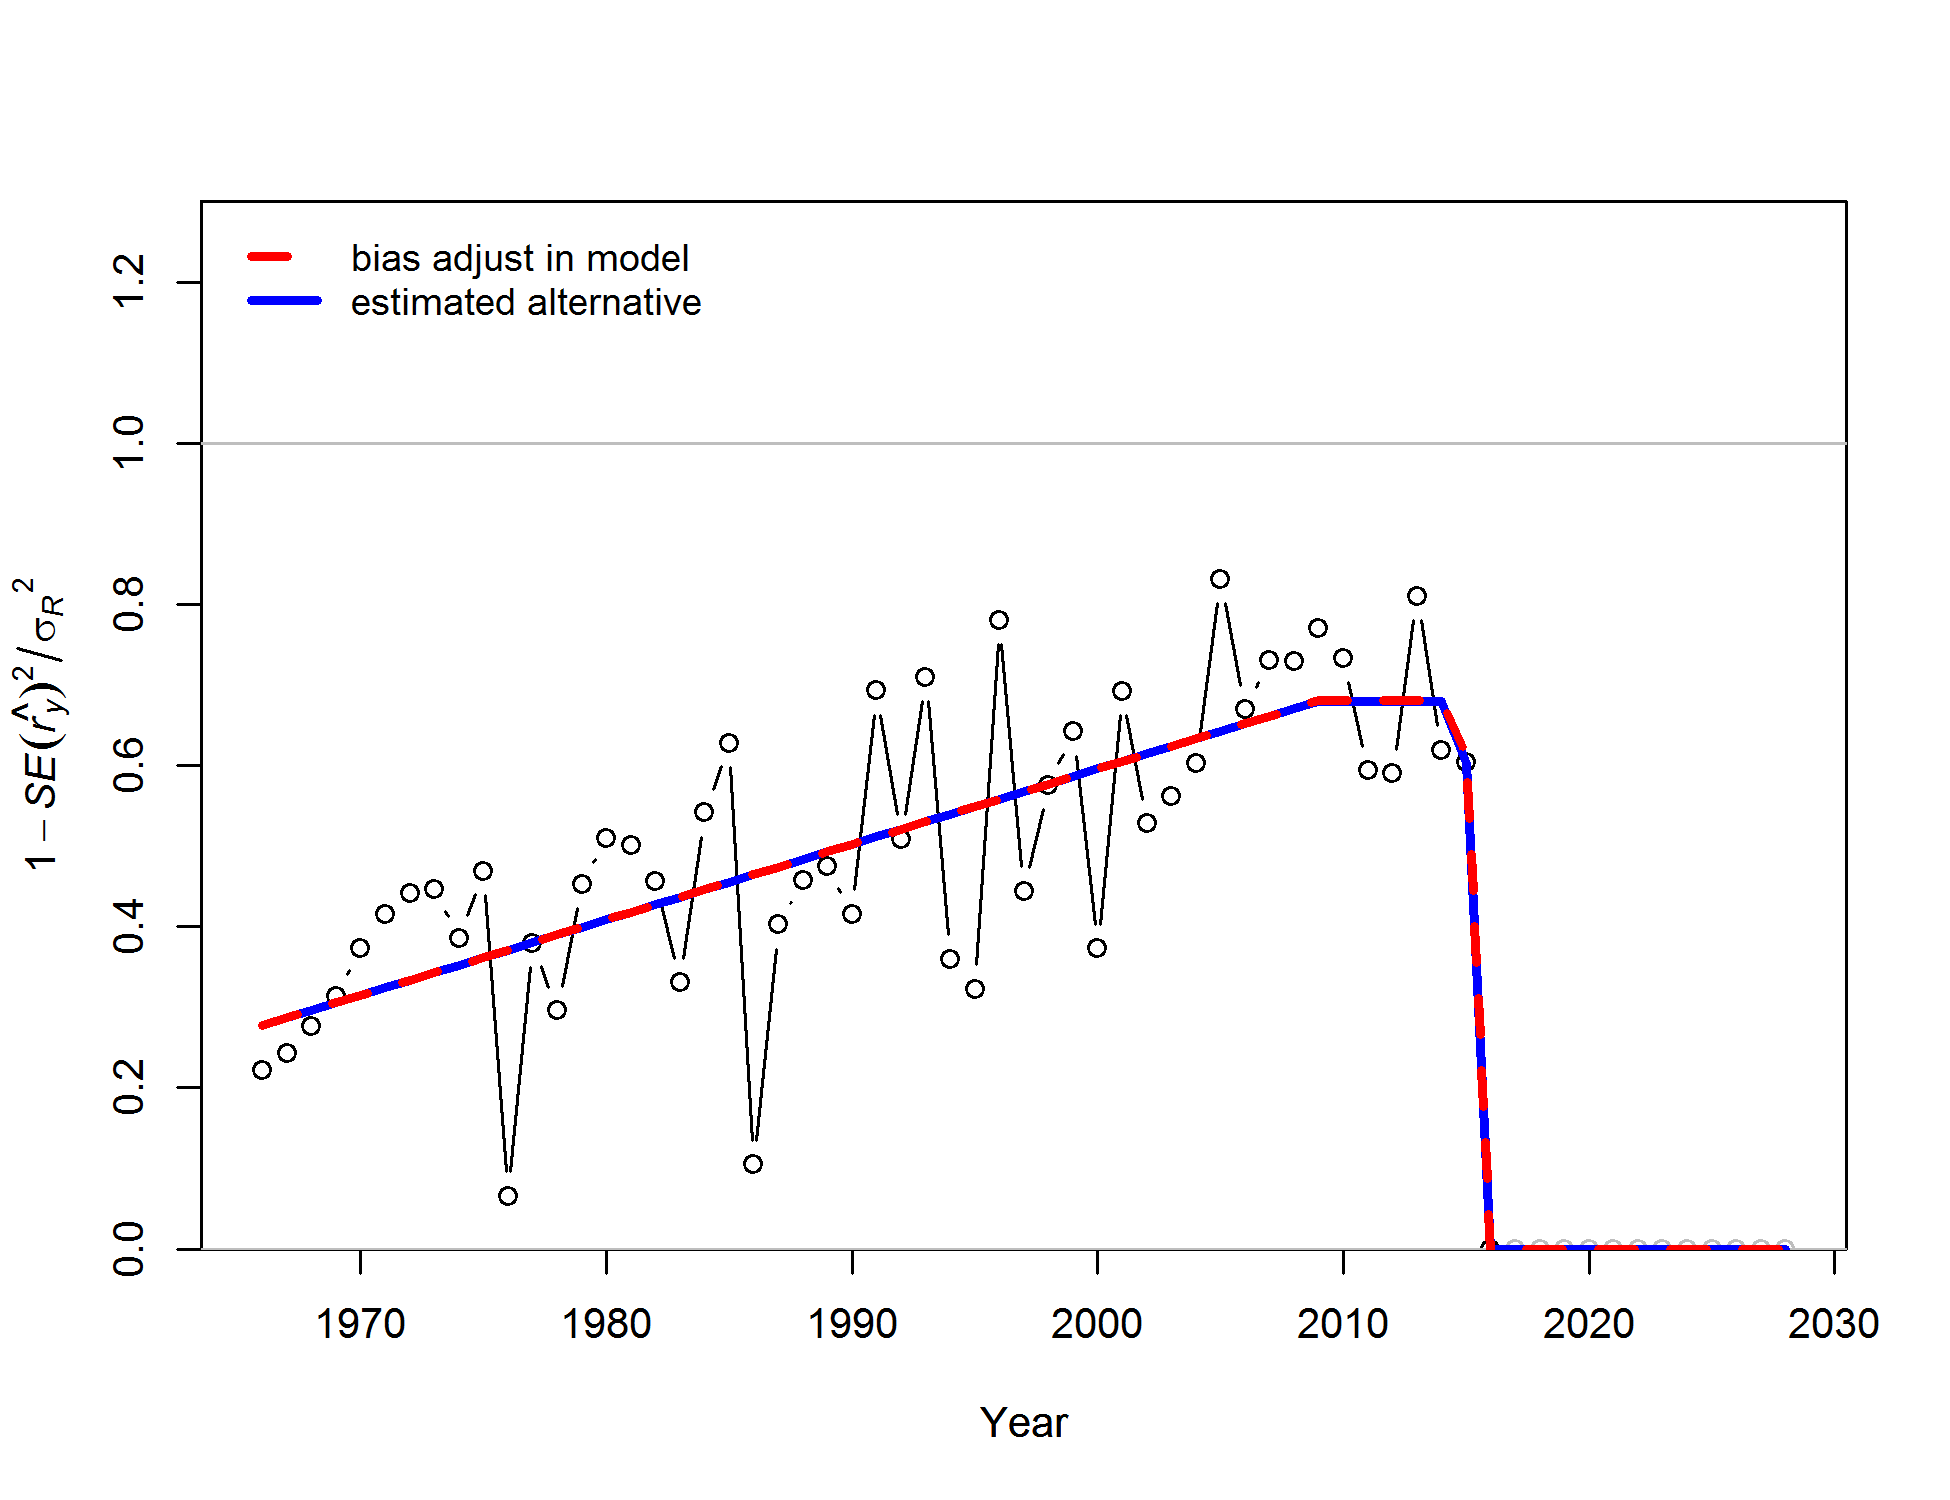 bias adjust in model
estimated alternative
1 − SE(r̂y)² / σR²
1.2
1.0
0.8
0.6
0.4
0.2
0.0
1970 1980 1990 2000 2010 2020 2030
Year